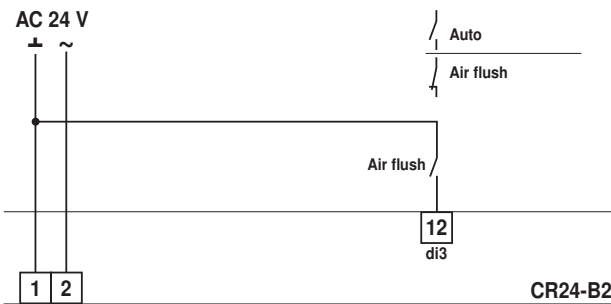 AC 24 V
⊥ ~
Auto
Air flush
Air flush
12
di3
1 2
CR24-B2